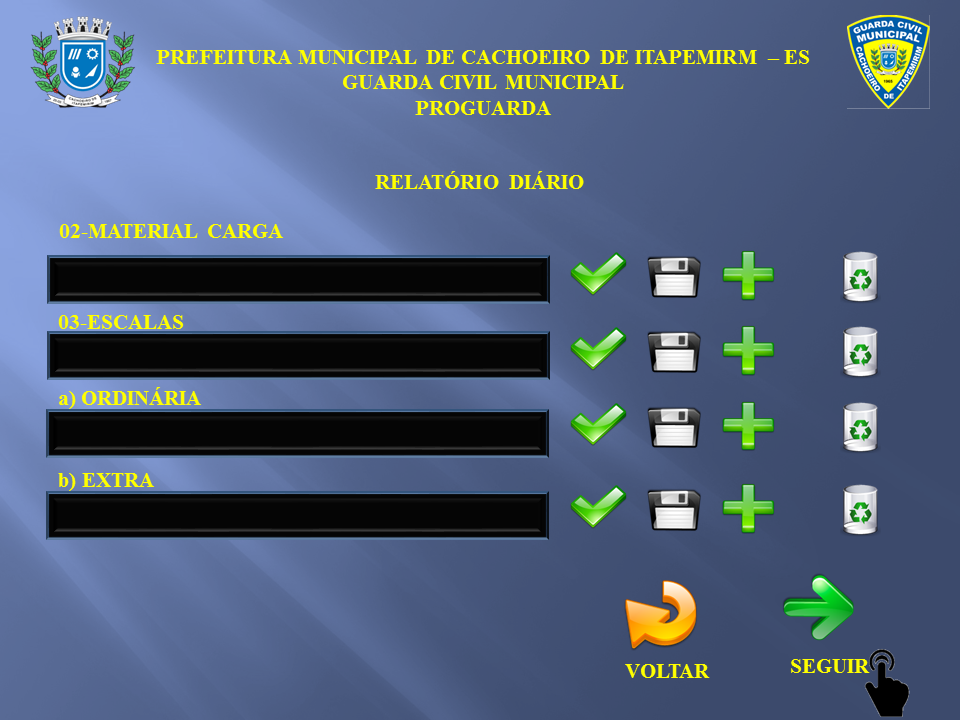 PREFEITURA MUNICIPAL DE CACHOEIRO DE ITAPEMIRM – ES
GUARDA CIVIL MUNICIPAL
PROGUARDA
GUARDA CIVIL
MUNICIPAL
CACHOEIRO DE ITAPEMIRIM
RELATÓRIO DIÁRIO
02-MATERIAL CARGA
03-ESCALAS
a) ORDINÁRIA
b) EXTRA
VOLTAR
SEGUIR